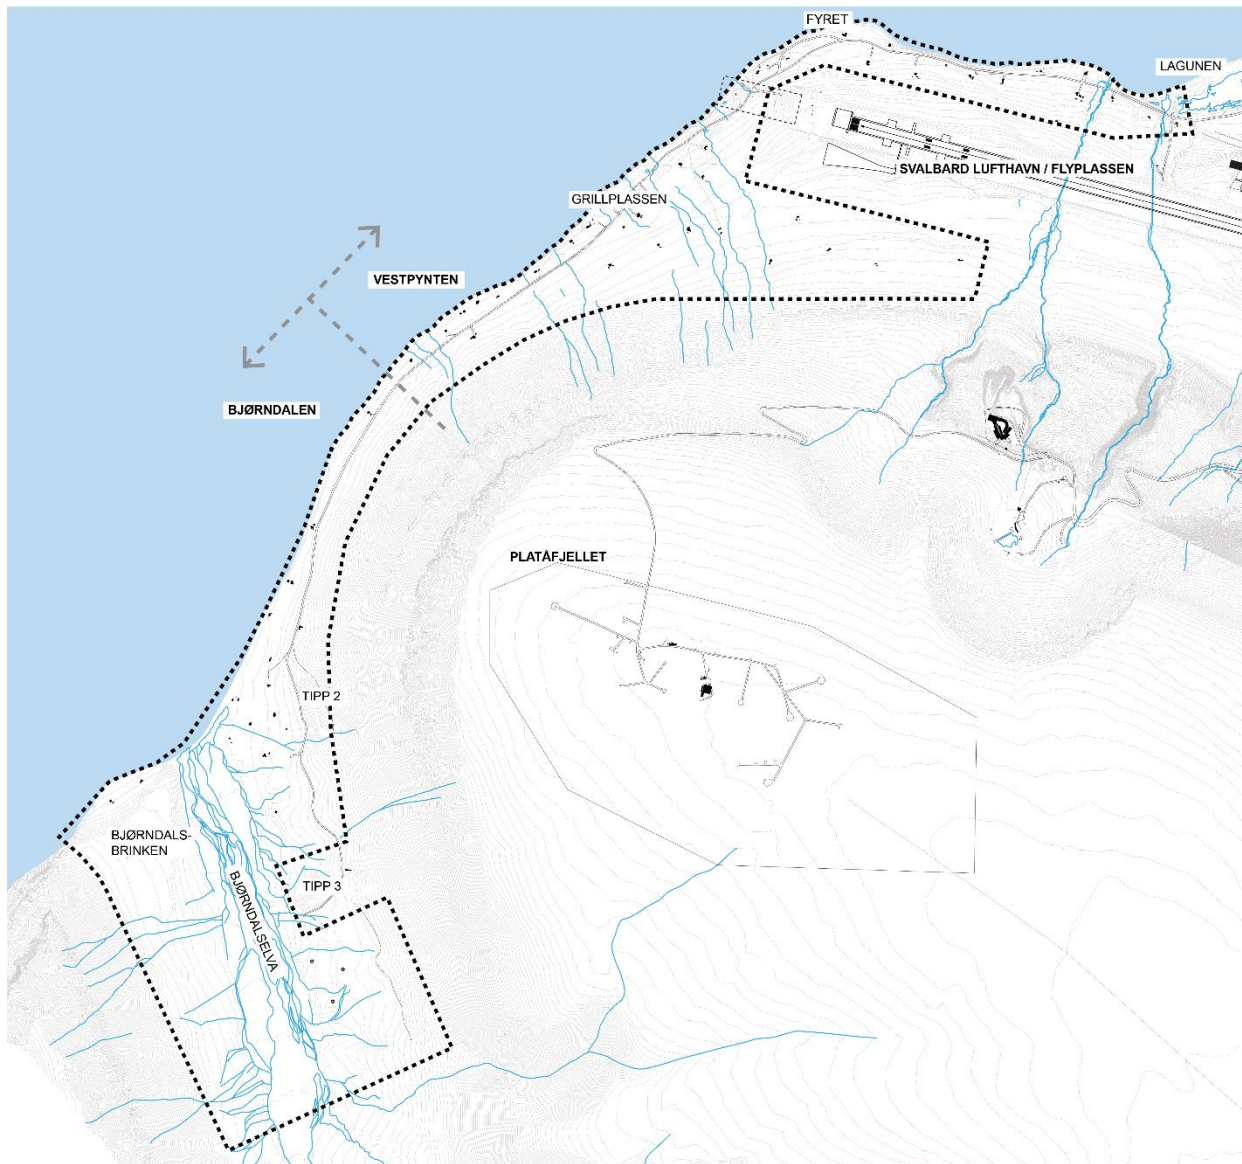 FYRET
LAGUNEN
SVALBARD LUFTHAVN / FLYPLASSEN
GRILLPLASSEN
VESTPYNTEN
BJØRNDALEN
PLATÅFJELLET
TIPP 2
BJØRNDALS-
BRINKEN
TIPP 3
BJØRNDALSELVA